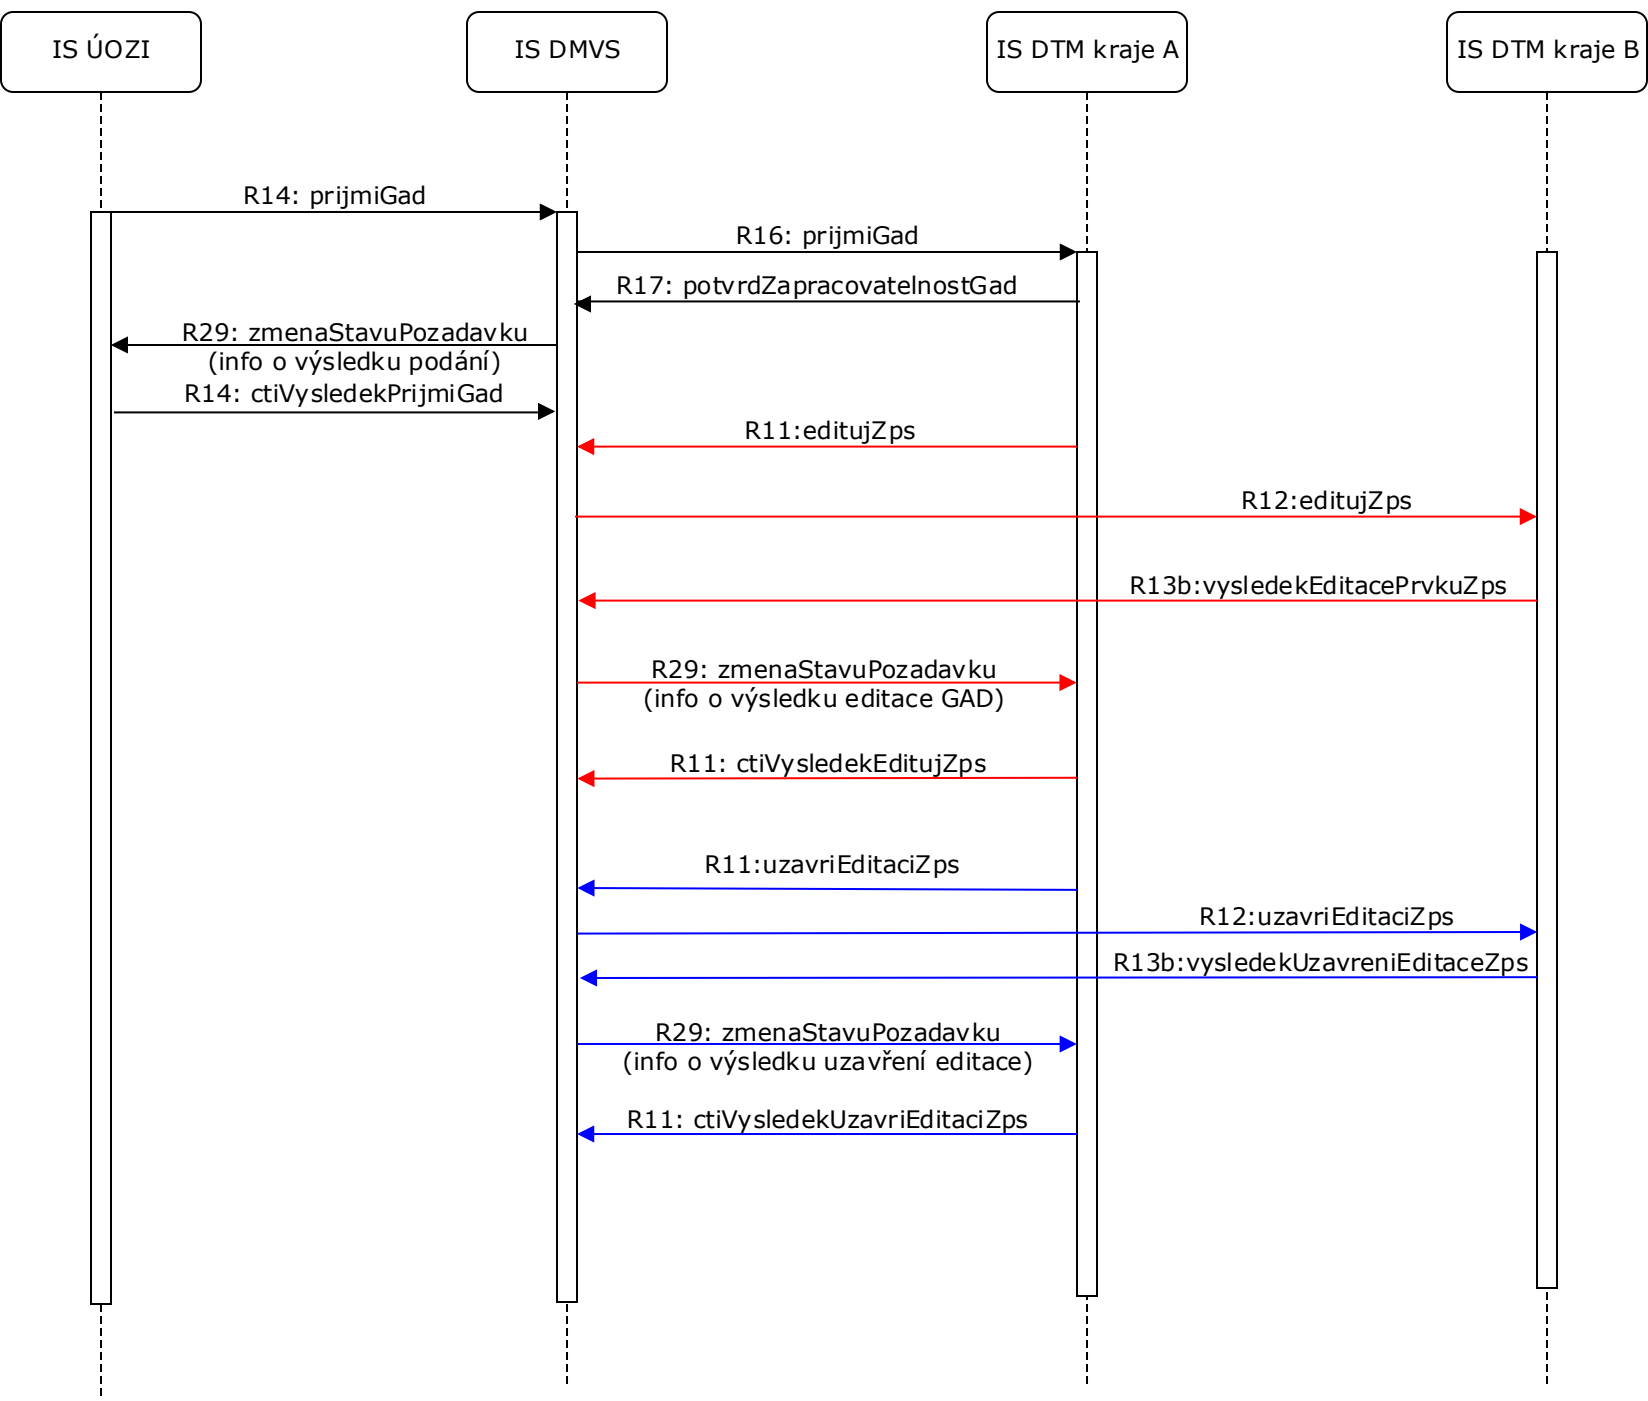 IS ÚOZI
IS DMVS
IS DTM kraje A
IS DTM kraje B
R14: prijmiGad
R16: prijmiGad
R17: potvrdZapracovatelnostGad
R29: zmenaStavuPozadavku
(info o výsledku podání)
R14: ctiVysledekPrijmiGad
R11:editujZps
R12:editujZps
R13b:vysledekEditacePrvkuZps
R29: zmenaStavuPozadavku
(info o výsledku editace GAD)
R11: ctiVysledekEditujZps
R11:uzavriEditaciZps
R12:uzavriEditaciZps
R13b:vysledekUzavreniEditaceZps
R29: zmenaStavuPozadavku
(info o výsledku uzavření editace)
R11: ctiVysledekUzavriEditaciZps